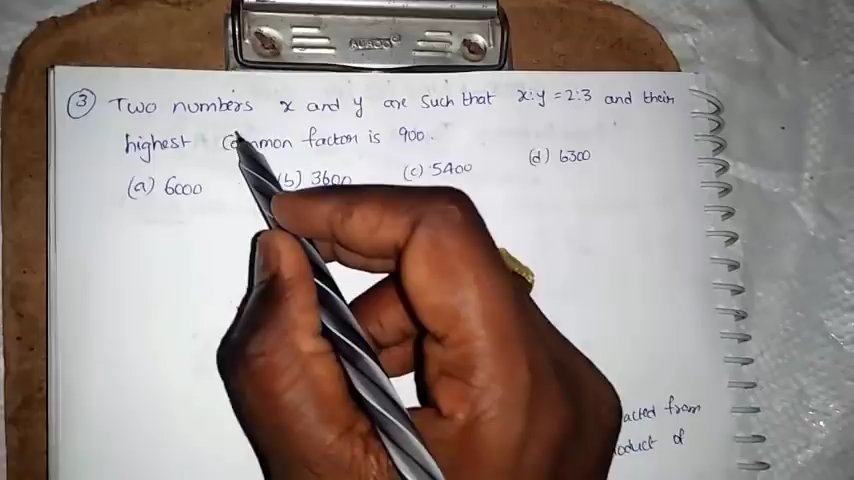 ③ Two numbers x and y are such that x:y = 2:3 and their
highest common factor is 900.
(a) 6000 (b) 3600 (c) 5400 (d) 6300
acted from
oduct of